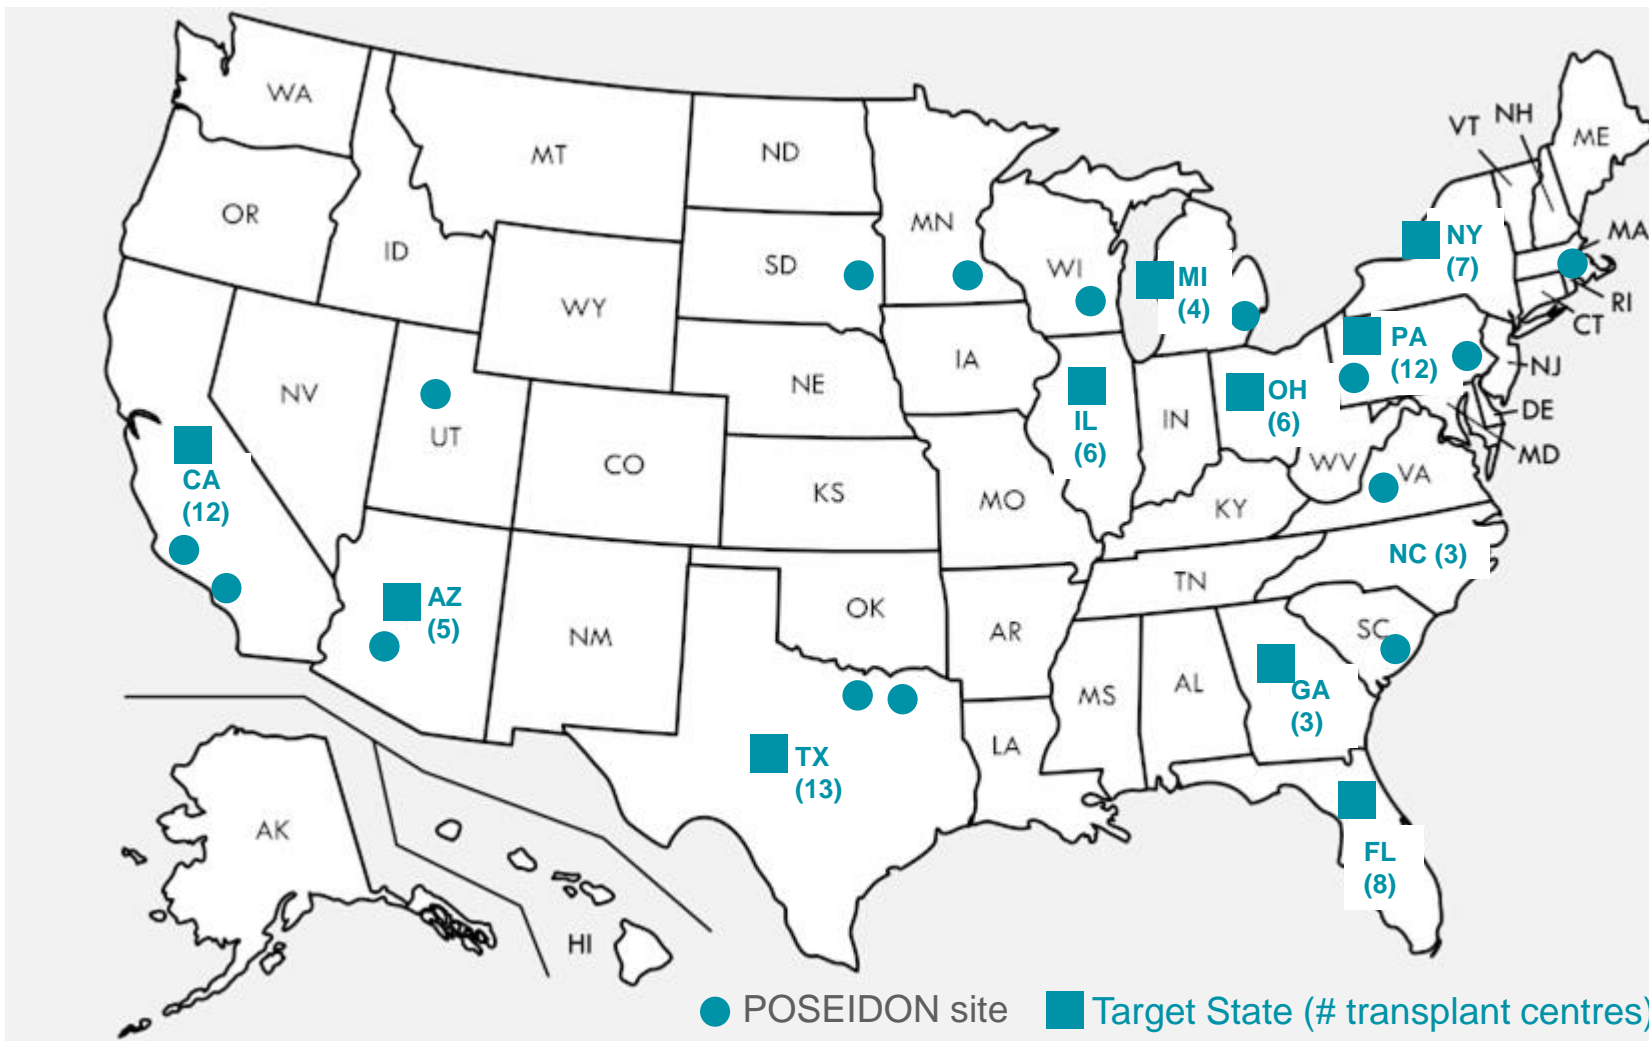 WA
MT
ND
MN
VT
NH
ME
OR
ID
SD
WI
MI
(4)
NY
(7)
MA
RI
CT
WY
IA
PA
(12)
NJ
NV
UT
NE
IL
(6)
IN
OH
(6)
DE
MD
CA
(12)
CO
KS
MO
WV
VA
KY
NC (3)
AZ
(5)
NM
OK
AR
TN
SC
MS
AL
GA
(3)
LA
TX
(13)
FL
(8)
AK
HI
POSEIDON site
Target State (# transplant centres)